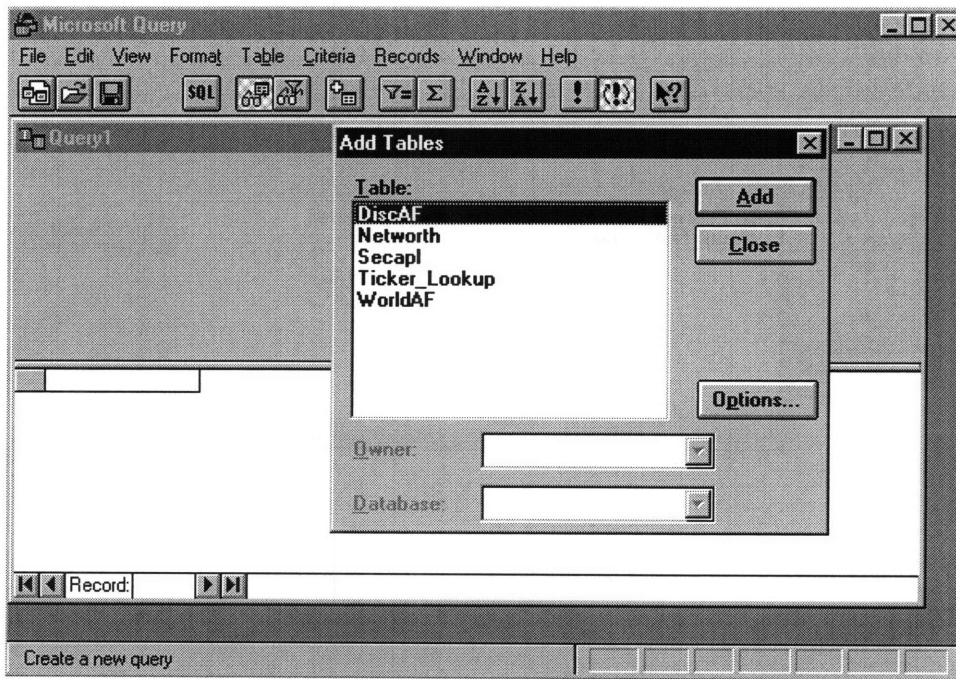 Microsoft Query
File Edit View Format Table Criteria Records Window Help
SQL
Query1
Add Tables
Table:
DiscAF
Networth
Secapl
Ticker_Lookup
WorldAF
Add
Close
Options...
Owner:
Database:
Record:
Create a new query